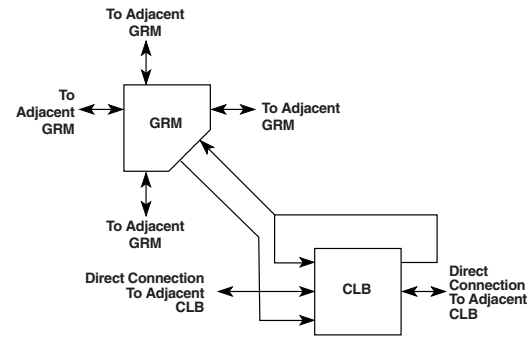 To Adjacent
GRM
To
Adjacent
GRM
GRM
To Adjacent
GRM
To Adjacent
GRM
Direct Connection
To Adjacent
CLB
CLB
Direct
Connection
To Adjacent
CLB